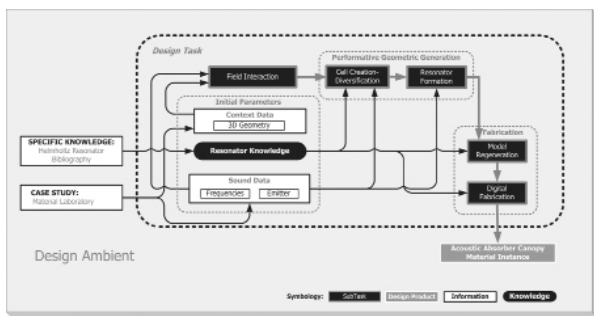 Design Task
Performative Geometric Generation
Field Interaction
Cell Creation-
Diversification
Resonator
Formation
Initial Parameters
Context Data
3D Geometry
Fabrication
SPECIFIC KNOWLEDGE:
Helmholtz Resonator
Bibliography
Resonator Knowledge
Model
Regeneration
Sound Data
Frequencies
Emitter
CASE STUDY:
Material Laboratory
Digital
Fabrication
Design Ambient
Acoustic Absorber Canopy
Material Instance
Symbology:
SubTask
Design Product
Information
Knowledge